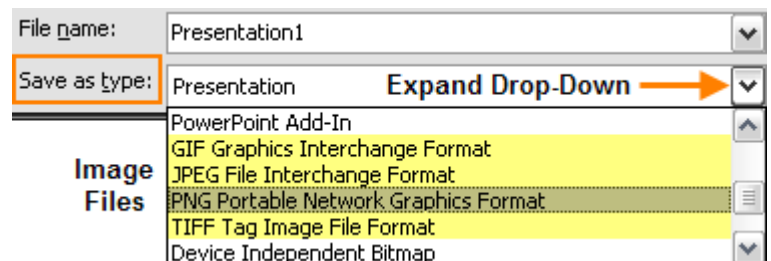 File name: Presentation1
Save as type: Presentation Expand Drop-Down
PowerPoint Add-In
GIF Graphics Interchange Format
Image JPEG File Interchange Format
Files PNG Portable Network Graphics Format
TIFF Tag Image File Format
Device Independent Bitmap